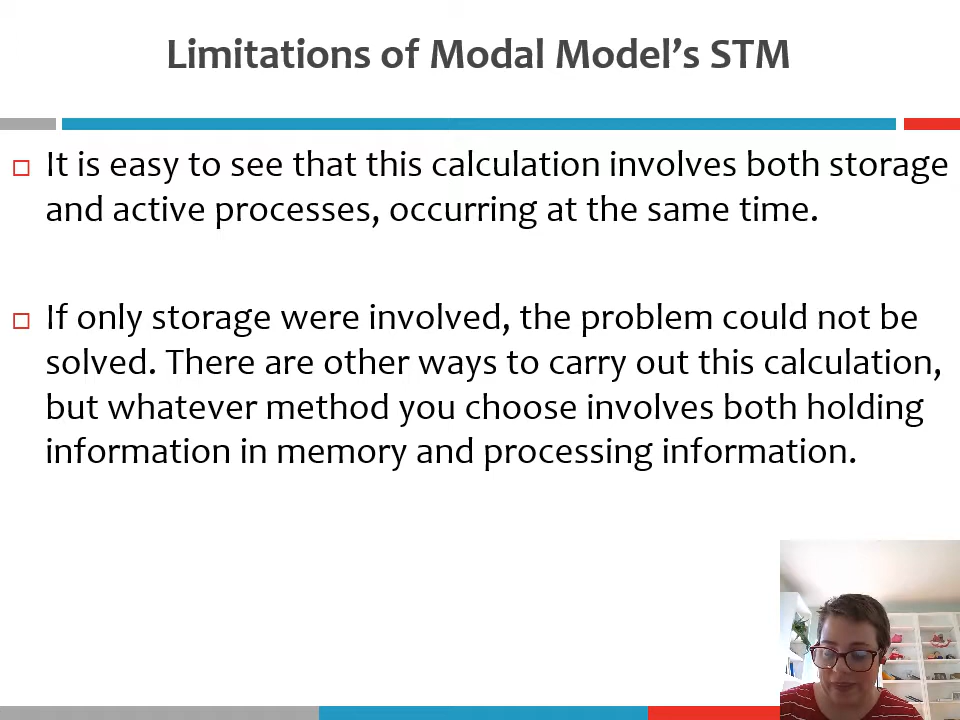 Limitations of Modal Model’s STM
It is easy to see that this calculation involves both storage
and active processes, occurring at the same time.
If only storage were involved, the problem could not be
solved. There are other ways to carry out this calculation,
but whatever method you choose involves both holding
information in memory and processing information.